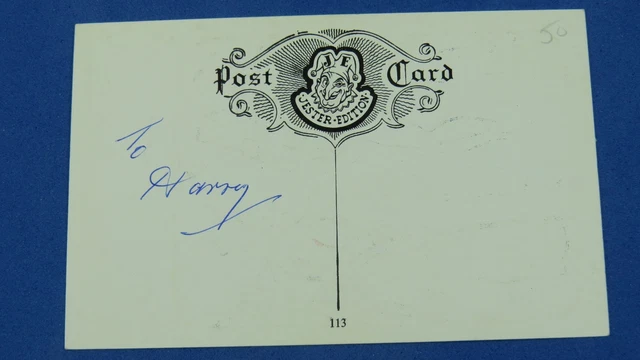 50
Post Card
J E
JESTER-EDITION
To
Harry
113